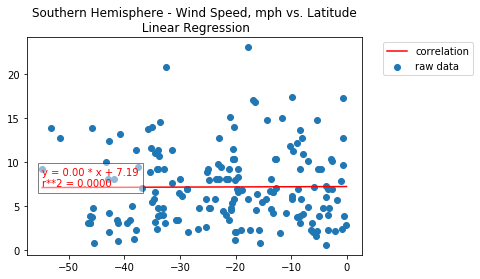 Southern Hemisphere - Wind Speed, mph vs. Latitude
Linear Regression
correlation
raw data
20
15
10
5
0
y = 0.00 * x + 7.19
r**2 = 0.0000
−50
−40
−30
−20
−10
0